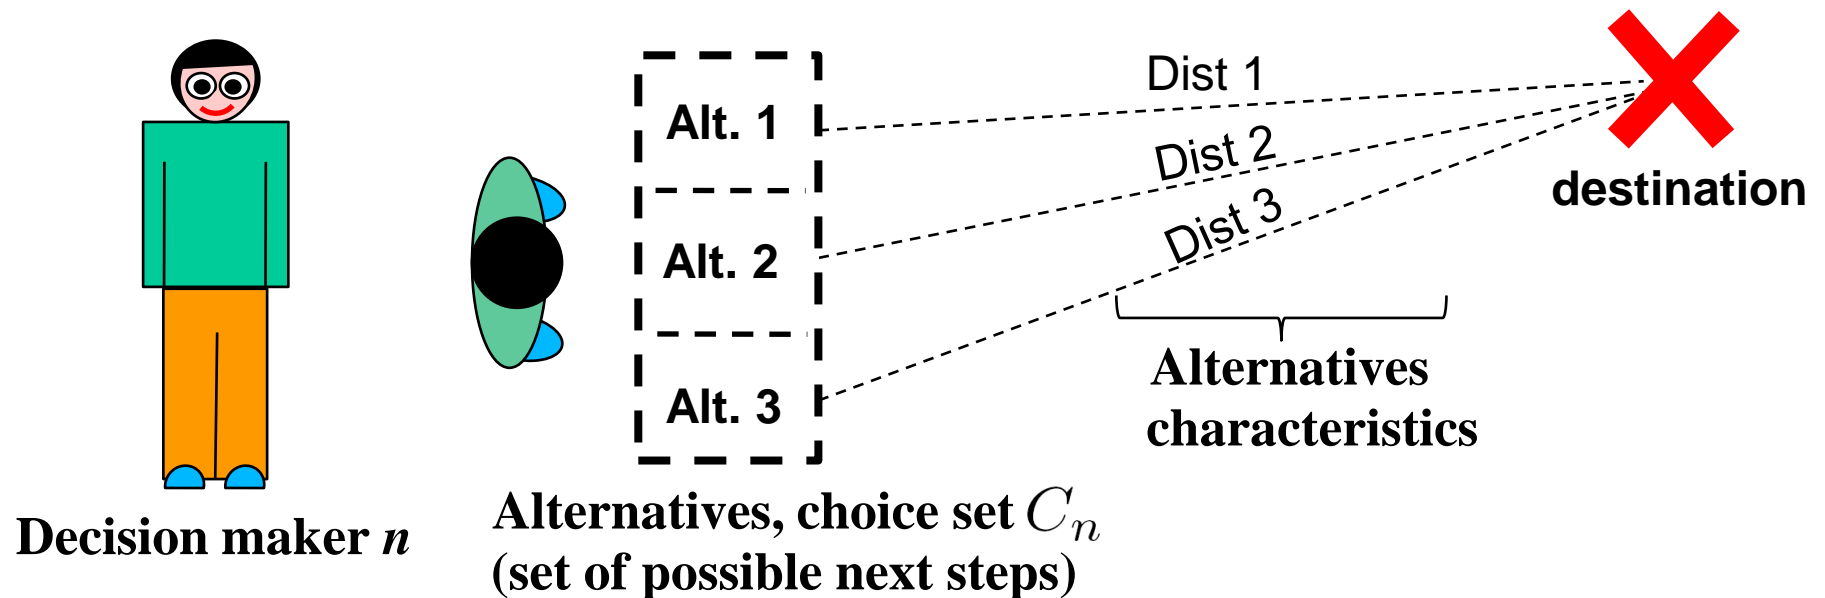 Decision maker n
Alt. 1
Alt. 2
Alt. 3
Alternatives, choice set Cₙ
(set of possible next steps)
Dist 1
Dist 2
Dist 3
destination
Alternatives
characteristics